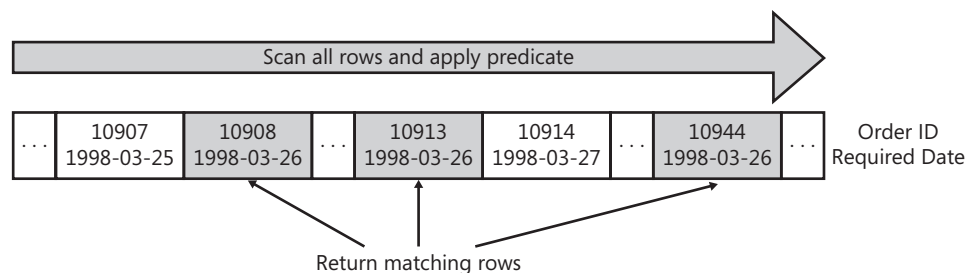 Scan all rows and apply predicate
. . . 10907 10908 . . . 10913 10914 . . . 10944 . . . Order ID
1998-03-25 1998-03-26 1998-03-26 1998-03-27 1998-03-26 Required Date
Return matching rows